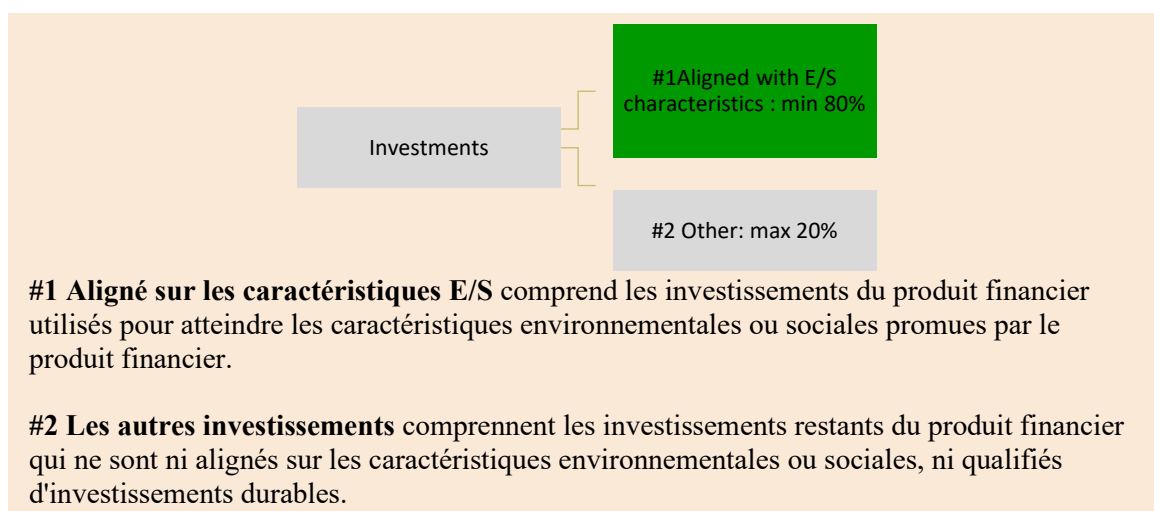 #1Aligned with E/S
characteristics : min 80%
Investments
#2 Other: max 20%
#1 Aligné sur les caractéristiques E/S comprend les investissements du produit financier
utilisés pour atteindre les caractéristiques environnementales ou sociales promues par le
produit financier.
#2 Les autres investissements comprennent les investissements restants du produit financier
qui ne sont ni alignés sur les caractéristiques environnementales ou sociales, ni qualifiés
d'investissements durables.